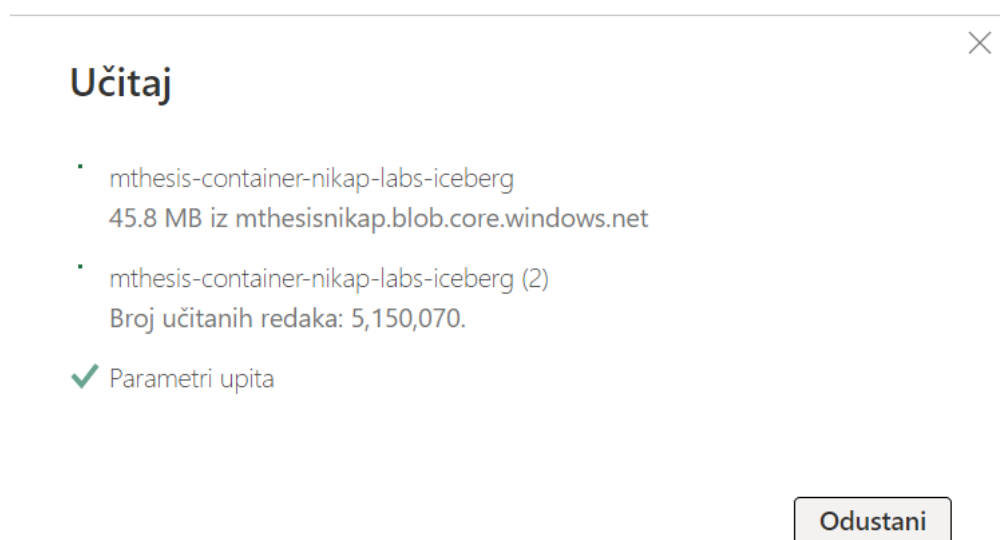 Učitaj
mthesis-container-nikap-labs-iceberg
45.8 MB iz mthesisnikap.blob.core.windows.net
mthesis-container-nikap-labs-iceberg (2)
Broj učitanih redaka: 5,150,070.
Parametri upita
Odustani